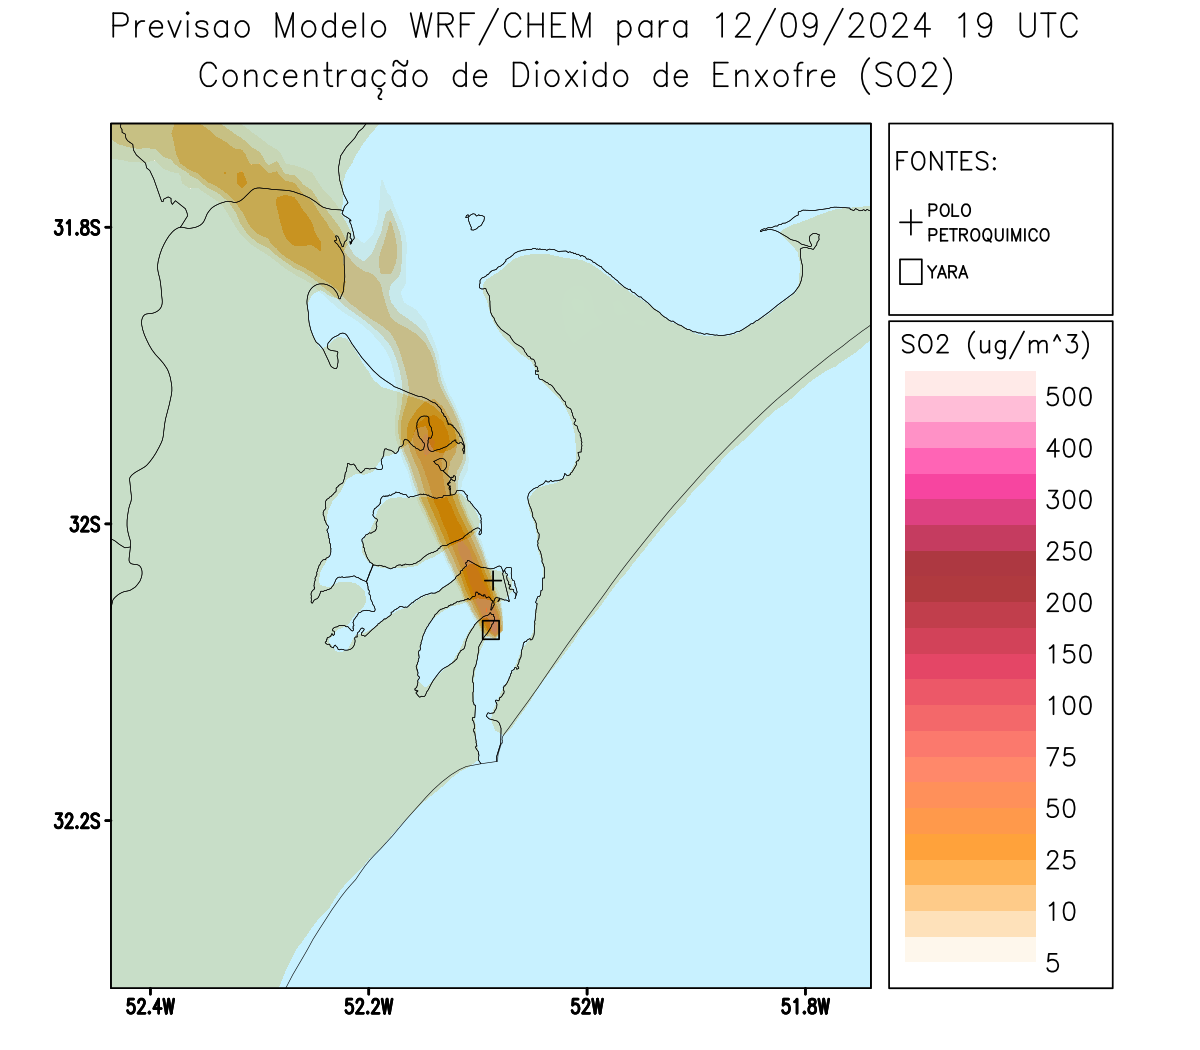 Previsao Modelo WRF/CHEM para 12/09/2024 19 UTC
Concentração de Dioxido de Enxofre (SO2)
FONTES:
POLO
PETROQUIMICO
YARA
SO2 (ug/m^3)
500
400
300
250
200
150
100
75
50
25
10
5
31.8S
32S
32.2S
52.4W
52.2W
52W
51.8W